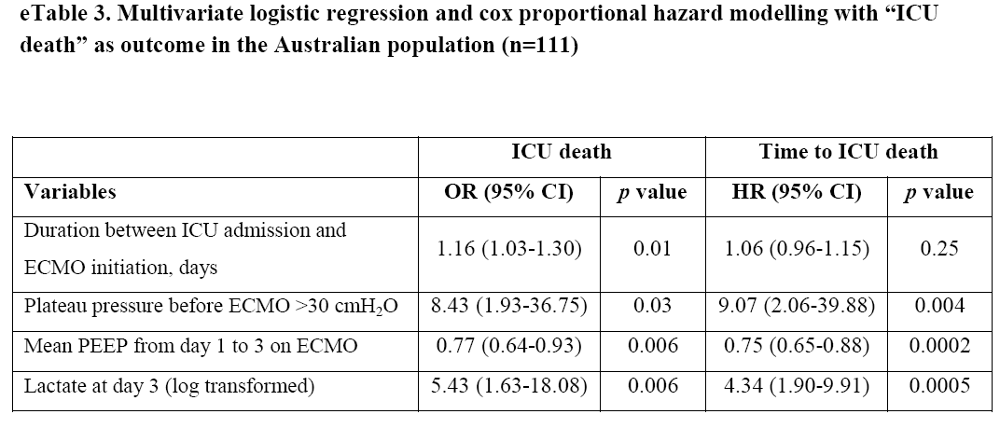 eTable 3. Multivariate logistic regression and cox proportional hazard modelling with “ICU
death” as outcome in the Australian population (n=111)
ICU death Time to ICU death
Variables OR (95% CI) p value HR (95% CI) p value
Duration between ICU admission and
ECMO initiation, days 1.16 (1.03-1.30) 0.01 1.06 (0.96-1.15) 0.25
Plateau pressure before ECMO >30 cmH₂O 8.43 (1.93-36.75) 0.03 9.07 (2.06-39.88) 0.004
Mean PEEP from day 1 to 3 on ECMO 0.77 (0.64-0.93) 0.006 0.75 (0.65-0.88) 0.0002
Lactate at day 3 (log transformed) 5.43 (1.63-18.08) 0.006 4.34 (1.90-9.91) 0.0005